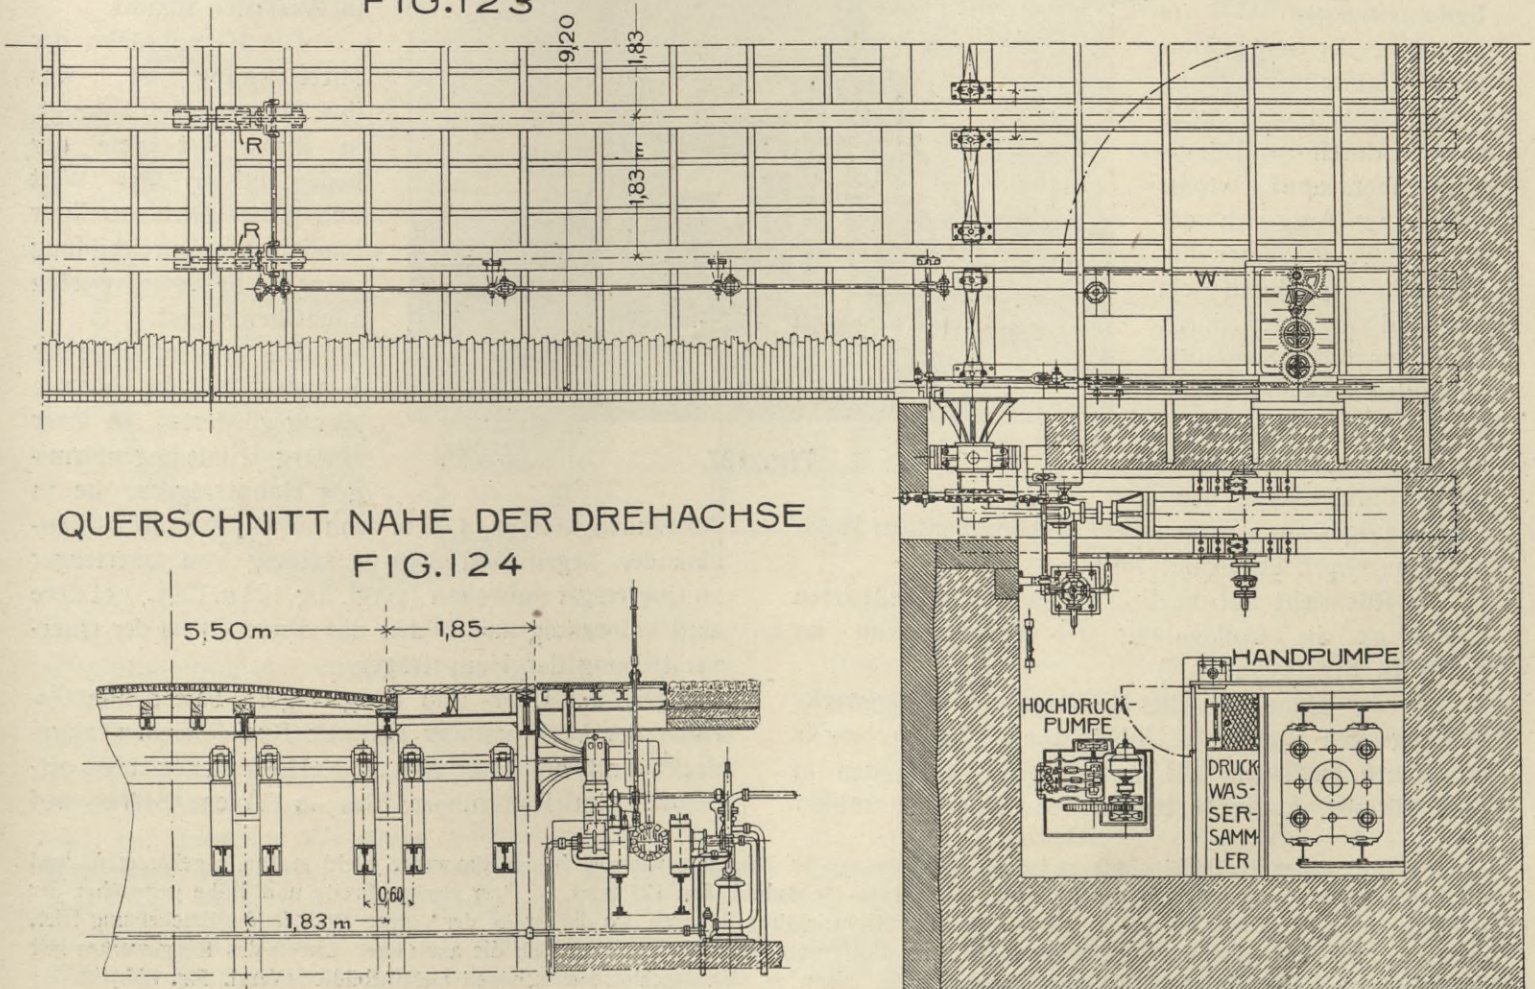 FIG.123
9,20
1,83
1,83 m
R
R
W
QUERSCHNITT NAHE DER DREHACHSE
FIG.124
5,50m
1,85
0,60
1,83 m
HANDPUMPE
HOCHDRUCK-
PUMPE
DRUCK
WAS-
SER-
SAMM-
LER